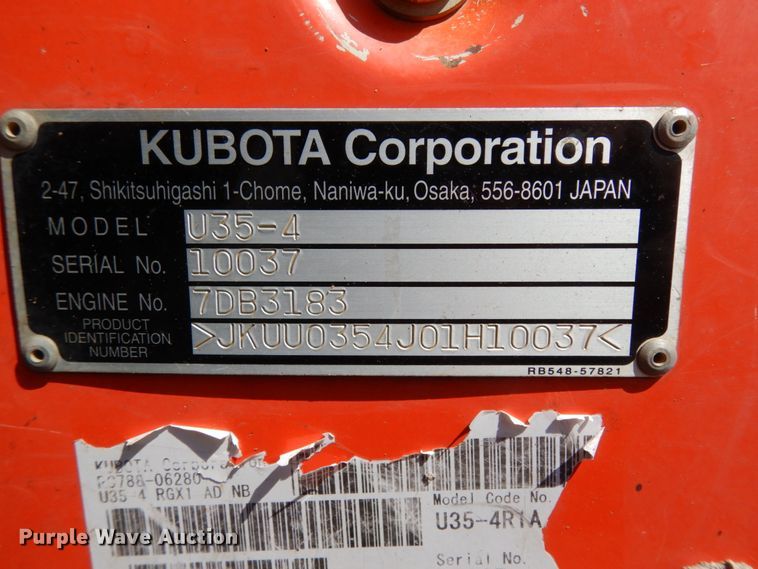 KUBOTA Corporation
2-47, Shikitsuhigashi 1-Chome, Naniwa-ku, Osaka, 556-8601 JAPAN
MODEL U35-4
SERIAL No. 10037
ENGINE No. 7DB3183
PRODUCT IDENTIFICATION NUMBER >JKUU0354J01H10037<
RB548-57821
KUBOTA Corporation
-06280
U35-4 RGX1 AD NB
Model Code No.
U35-4R1A
Serial No.
Purple Wave Auction